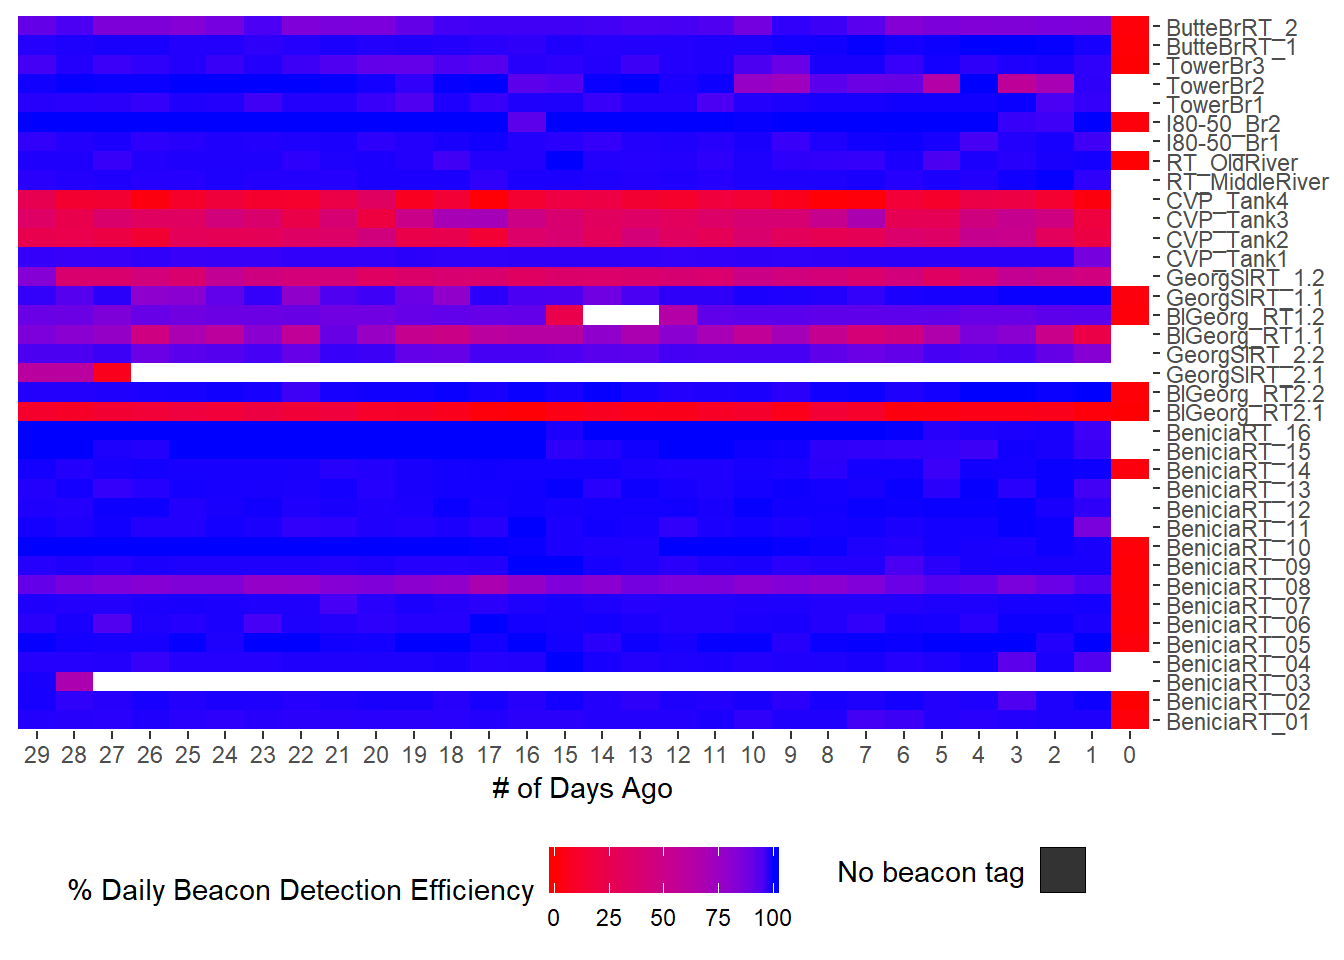 ButteBrRT_2
ButteBrRT_1
TowerBr3
TowerBr2
TowerBr1
I80-50_Br2
I80-50_Br1
RT_OldRiver
RT_MiddleRiver
CVP_Tank4
CVP_Tank3
CVP_Tank2
CVP_Tank1
GeorgSlRT_1.2
GeorgSlRT_1.1
BlGeorg_RT1.2
BlGeorg_RT1.1
GeorgSlRT_2.2
GeorgSlRT_2.1
BlGeorg_RT2.2
BlGeorg_RT2.1
BeniciaRT_16
BeniciaRT_15
BeniciaRT_14
BeniciaRT_13
BeniciaRT_12
BeniciaRT_11
BeniciaRT_10
BeniciaRT_09
BeniciaRT_08
BeniciaRT_07
BeniciaRT_06
BeniciaRT_05
BeniciaRT_04
BeniciaRT_03
BeniciaRT_02
BeniciaRT_01
29 28 27 26 25 24 23 22 21 20 19 18 17 16 15 14 13 12 11 10 9 8 7 6 5 4 3 2 1 0
# of Days Ago
% Daily Beacon Detection Efficiency
0 25 50 75 100
No beacon tag